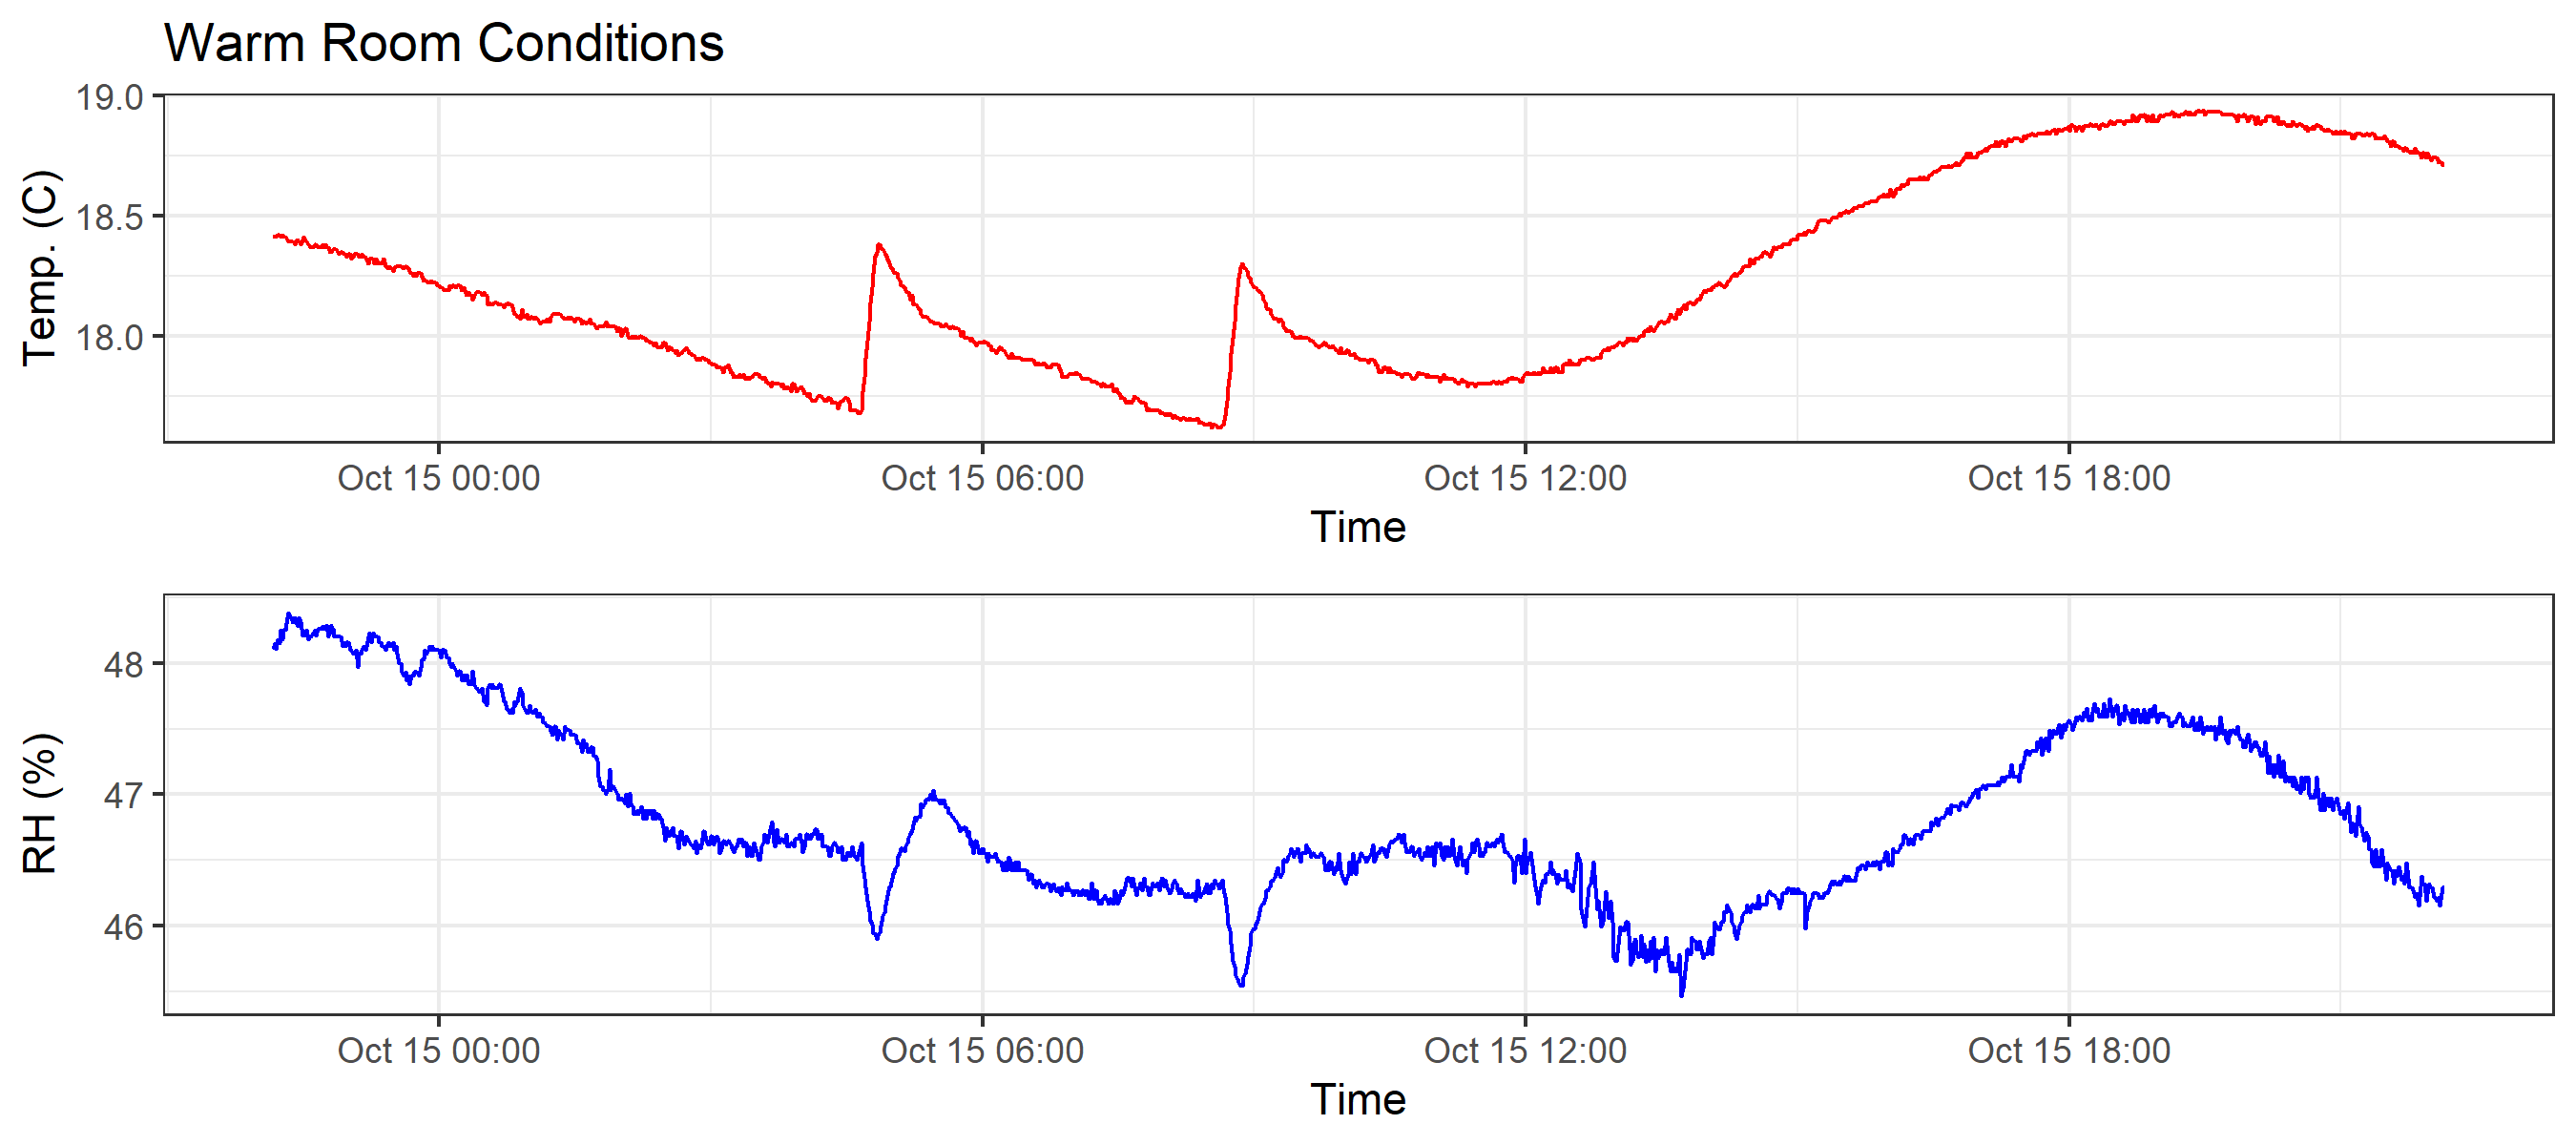 Warm Room Conditions
19.0
18.5
18.0
Temp. (C)
Oct 15 00:00 Oct 15 06:00 Oct 15 12:00 Oct 15 18:00
Time
48
47
46
RH (%)
Oct 15 00:00 Oct 15 06:00 Oct 15 12:00 Oct 15 18:00
Time